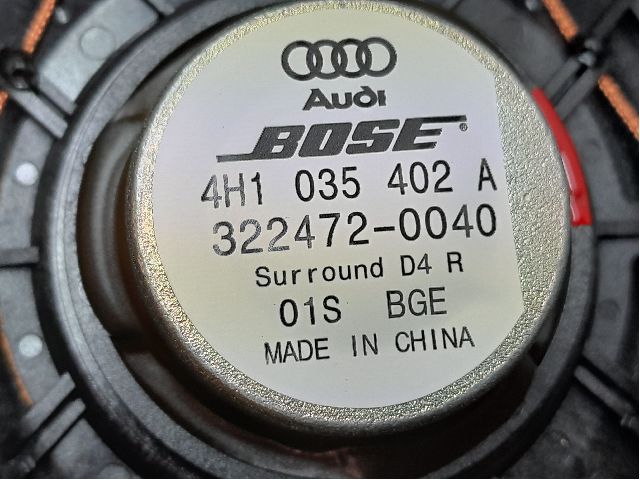 Audi
BOSE®
4H1 035 402 A
322472-0040
Surround D4 R
01S BGE
MADE IN CHINA